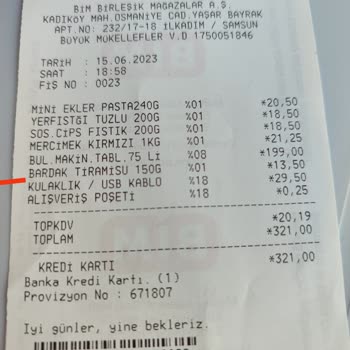 BİM BİRLEŞİK MAĞAZALAR A.Ş.
KADIKÖY MAH.OSMANİYE CAD.YAŞAR BAYRAK
APT.NO: 232/17-18 İLKADIM / SAMSUN
BÜYÜK MÜKELLEFLER V.D 1750051846
TARİH : 15.06.2023
SAAT : 18:58
FİŞ NO : 0023
MİNİ EKLER PASTA240G %01 *20,50
YERFISTĞI TUZLU 200G %01 *18,50
SOS.CİPS FISTIK 200G %01 *18,50
MERCİMEK KIRMIZI 1KG %01 *21,25
BUL.MAKİN.TABL.75 Lİ %08 *199,00
BARDAK TİRAMİSU 150G %01 *13,50
KULAKLIK / USB KABLO %18 *29,50
ALIŞVERİŞ POŞETİ %18 *0,25
TOPKDV *20,19
TOPLAM *321,00
KREDİ KARTI *321,00
Banka Kredi Kartı. (1)
Provizyon No : 671807
İyi günler, yine bekleriz.